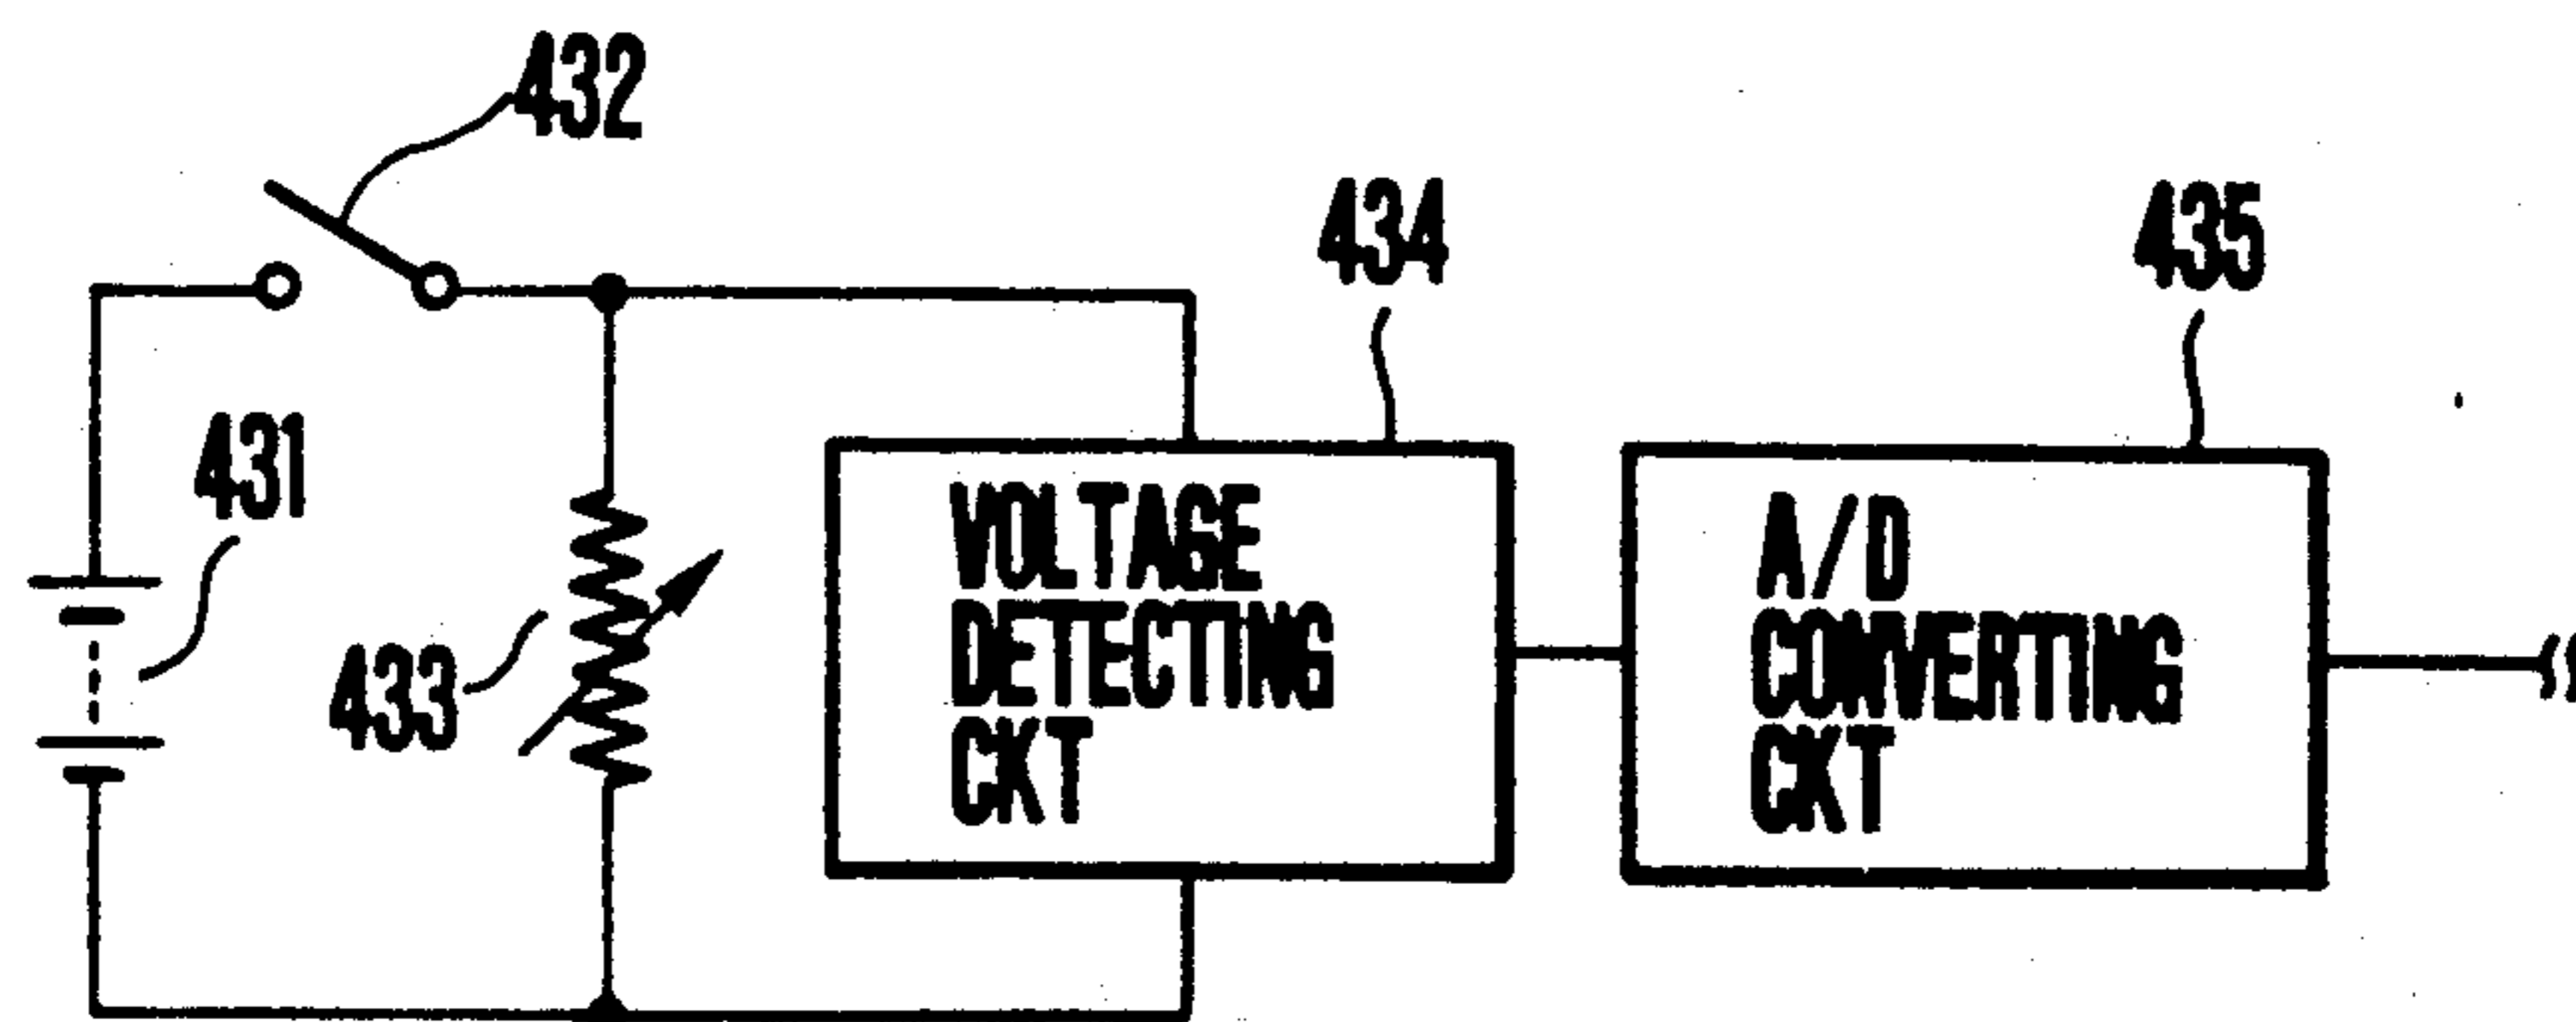 432
434
435
431
433
VOLTAGE
DETECTING
CKT
A/D
CONVERTING
CKT